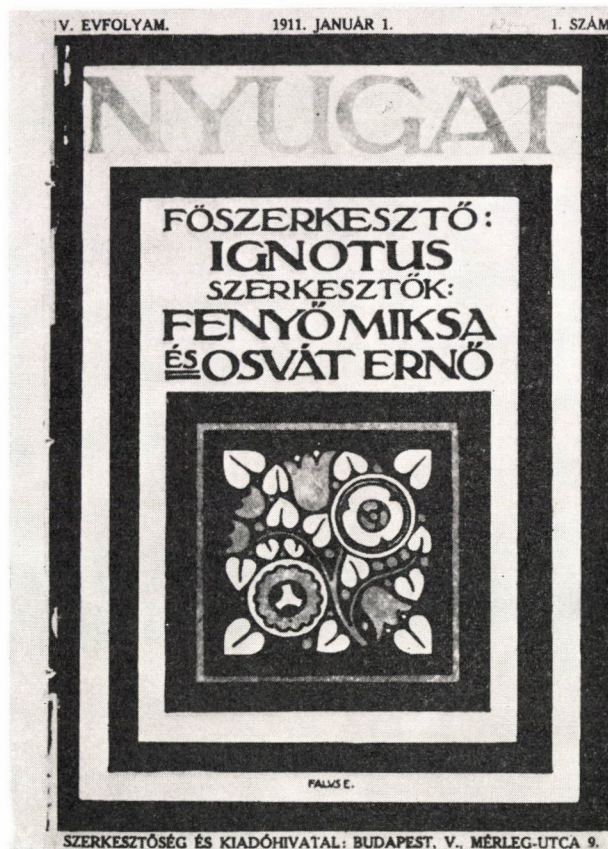 V. EVFOLYAM. 1911. JANUÁR 1. 1. SZÁM
NYUGAT
FŐSZERKESZTŐ:
IGNOTUS
SZERKESZTŐK:
FENYŐ MIKSA
ÉS OSVÁT ERNŐ
FALUS E.
SZERKESZTŐSÉG ÉS KIADÓHIVATAL: BUDAPEST, V., MÉRLEG-UTCA 9.